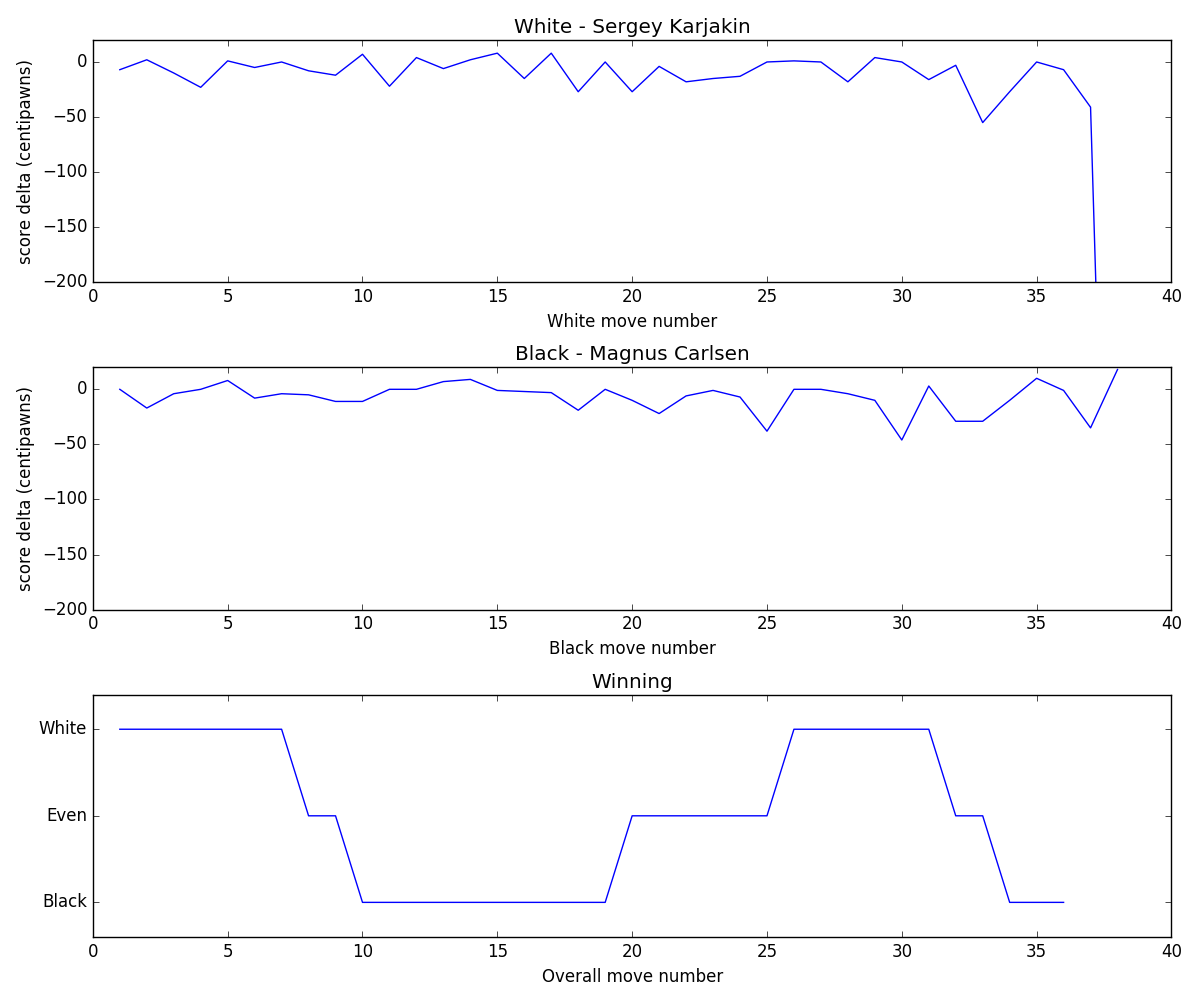 White - Sergey Karjakin
score delta (centipawns)
0
−50
−100
−150
−200
0 5 10 15 20 25 30 35 40
White move number
Black - Magnus Carlsen
score delta (centipawns)
0
−50
−100
−150
−200
0 5 10 15 20 25 30 35 40
Black move number
Winning
White
Even
Black
0 5 10 15 20 25 30 35 40
Overall move number